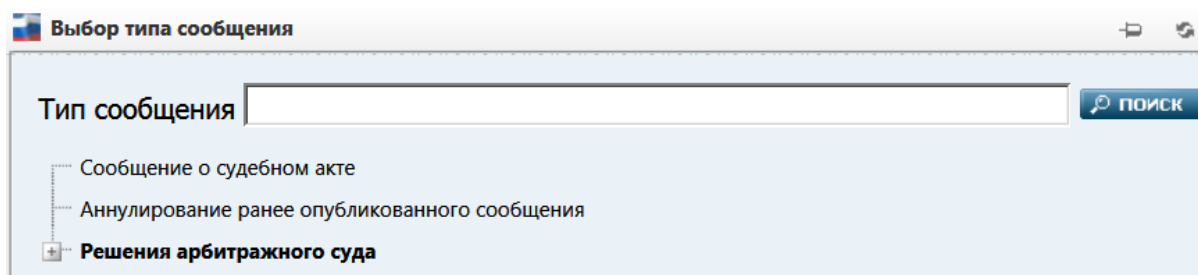 Выбор типа сообщения
Тип сообщения ПОИСК
Сообщение о судебном акте
Аннулирование ранее опубликованного сообщения
Решения арбитражного суда